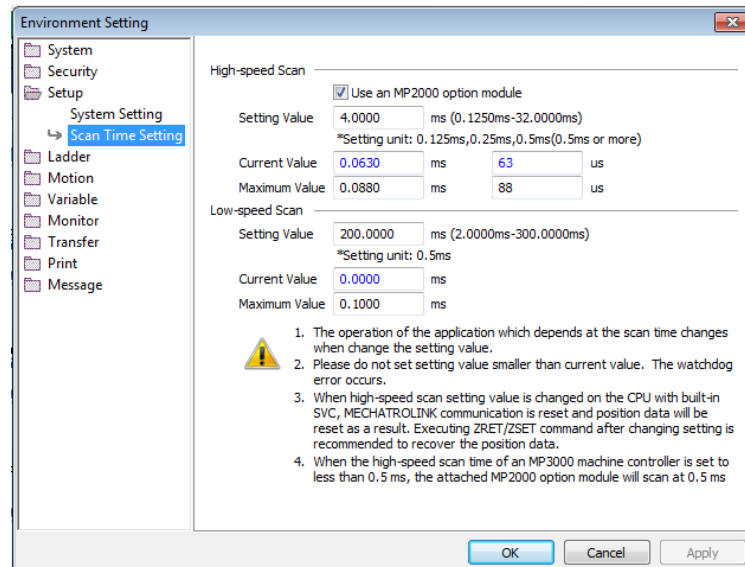 Environment Setting
System
Security
Setup
System Setting
Scan Time Setting
Ladder
Motion
Variable
Monitor
Transfer
Print
Message
High-speed Scan
Use an MP2000 option module
Setting Value 4.0000 ms (0.1250ms-32.0000ms)
*Setting unit: 0.125ms,0.25ms,0.5ms(0.5ms or more)
Current Value 0.0630 ms 63 us
Maximum Value 0.0880 ms 88 us
Low-speed Scan
Setting Value 200.0000 ms (2.0000ms-300.0000ms)
*Setting unit: 0.5ms
Current Value 0.0000 ms
Maximum Value 0.1000 ms
1. The operation of the application which depends at the scan time changes
when change the setting value.
2. Please do not set setting value smaller than current value. The watchdog
error occurs.
3. When high-speed scan setting value is changed on the CPU with built-in
SVC, MECHATROLINK communication is reset and position data will be
reset as a result. Executing ZRET/ZSET command after changing setting is
recommended to recover the position data.
4. When the high-speed scan time of an MP3000 machine controller is set to
less than 0.5 ms, the attached MP2000 option module will scan at 0.5 ms
OK Cancel Apply